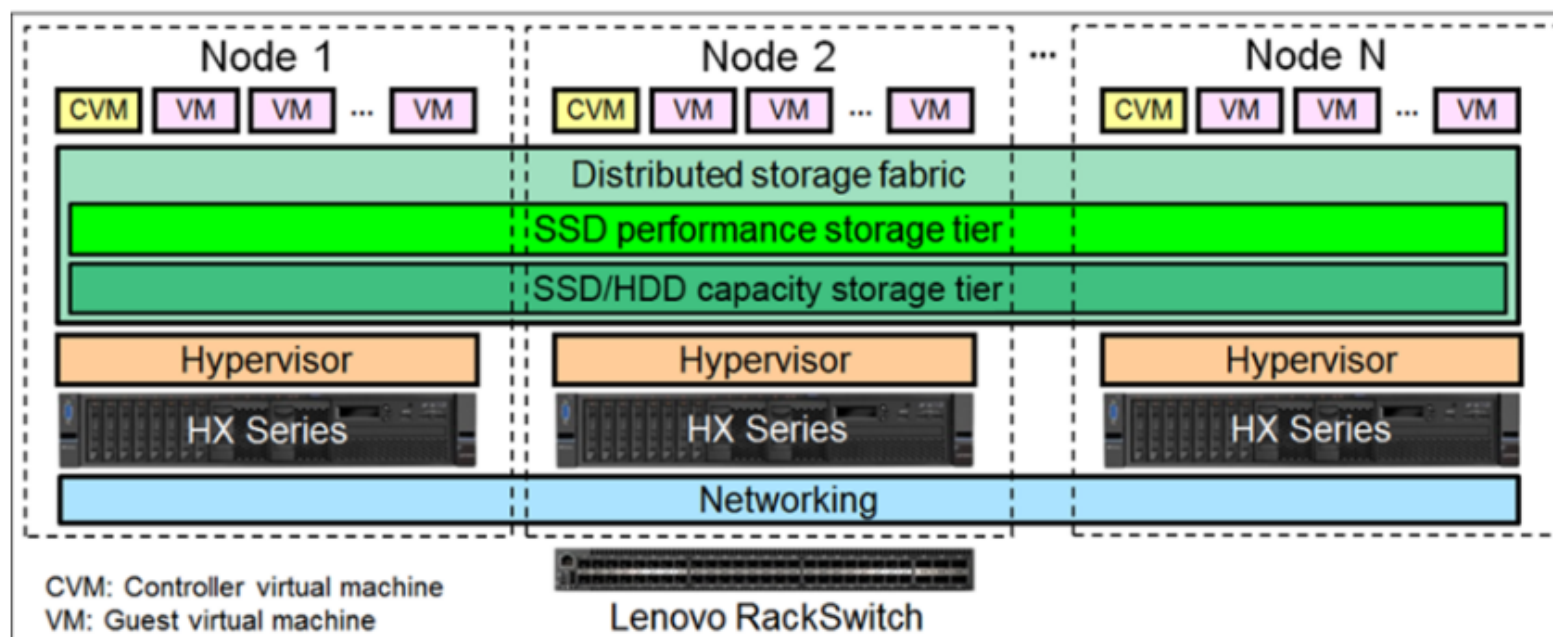 Node 1 Node 2 ... Node N
CVM VM VM ... VM CVM VM VM ... VM CVM VM VM ... VM
Distributed storage fabric
SSD performance storage tier
SSD/HDD capacity storage tier
Hypervisor Hypervisor Hypervisor
HX Series HX Series HX Series
Networking
CVM: Controller virtual machine
VM: Guest virtual machine
Lenovo RackSwitch